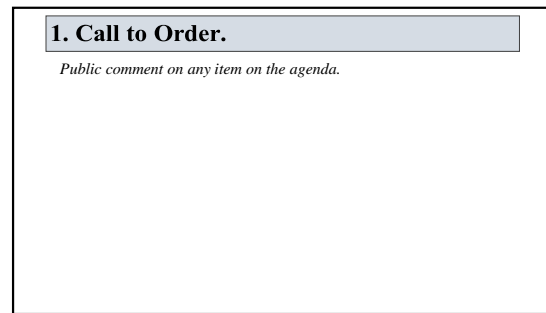 1. Call to Order.
Public comment on any item on the agenda.